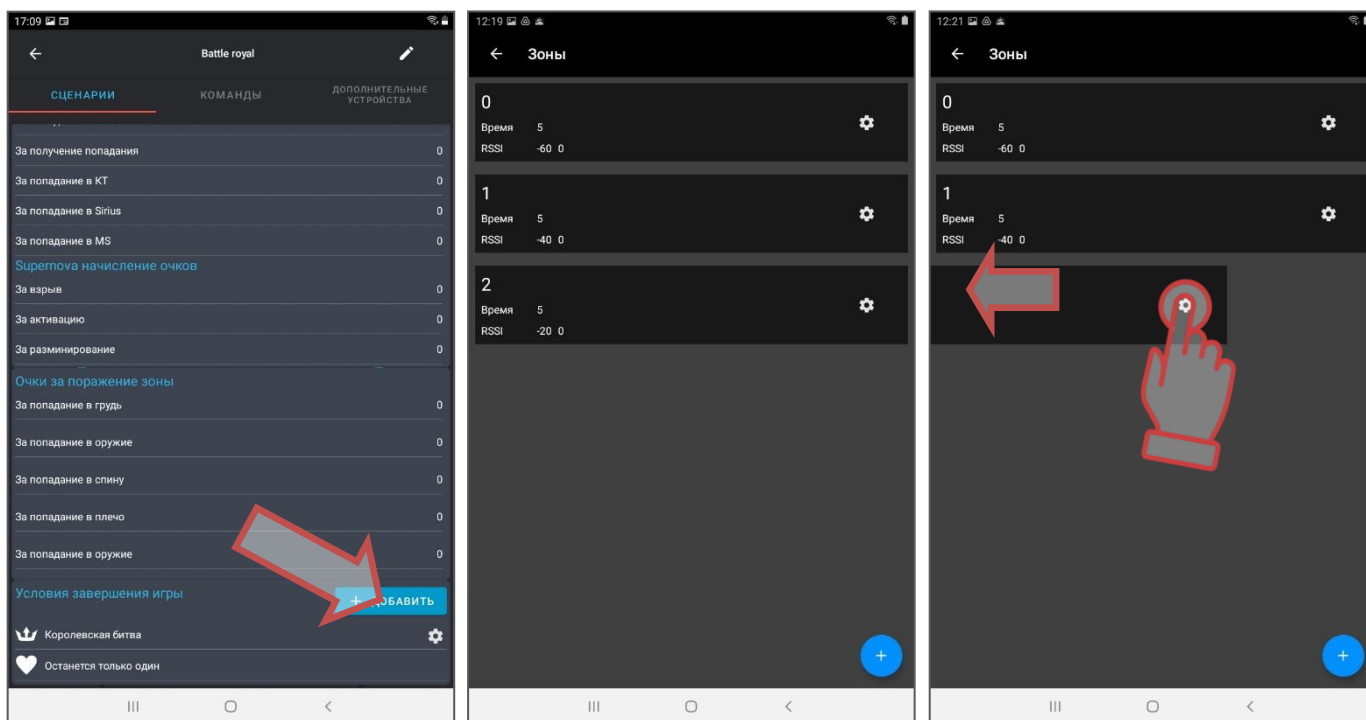 17:09
Battle royal
СЦЕНАРИИ
КОМАНДЫ
ДОПОЛНИТЕЛЬНЫЕ
УСТРОЙСТВА
За получение попадания 0
За попадание в КТ 0
За попадание в Sirius 0
За попадание в MS 0
Supernova начисление очков
За взрыв 0
За активацию 0
За разминирование 0
Очки за поражение зоны
За попадание в грудь 0
За попадание в оружие 0
За попадание в спину 0
За попадание в плечо 0
За попадание в оружие 0
Условия завершения игры
+ ДОБАВИТЬ
Королевская битва
Останется только один
12:19
Зоны
0
Время 5
RSSI -60 0
1
Время 5
RSSI -40 0
2
Время 5
RSSI -20 0
+
12:21
Зоны
0
Время 5
RSSI -60 0
1
Время 5
RSSI -40 0
+